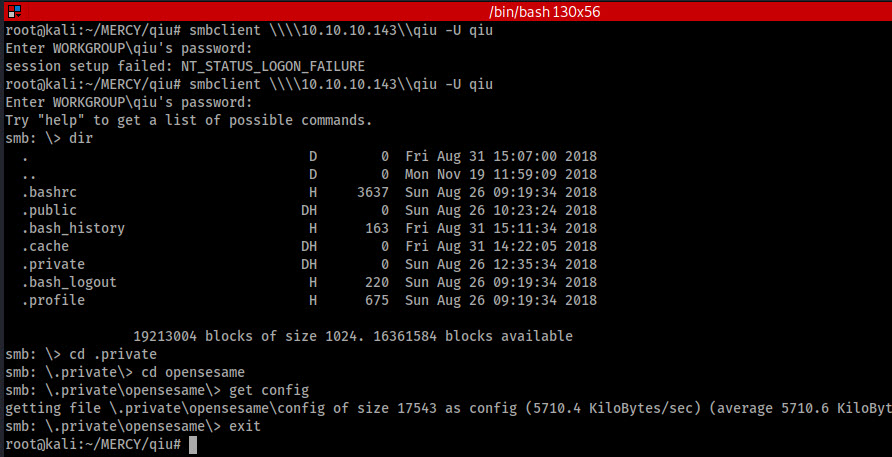 /bin/bash 130x56
root@kali:~/MERCY/qiu# smbclient \\\\10.10.10.143\\qiu -U qiu
Enter WORKGROUP\qiu's password:
session setup failed: NT_STATUS_LOGON_FAILURE
root@kali:~/MERCY/qiu# smbclient \\\\10.10.10.143\\qiu -U qiu
Enter WORKGROUP\qiu's password:
Try "help" to get a list of possible commands.
smb: \> dir
. D 0 Fri Aug 31 15:07:00 2018
.. D 0 Mon Nov 19 11:59:09 2018
.bashrc H 3637 Sun Aug 26 09:19:34 2018
.public DH 0 Sun Aug 26 10:23:24 2018
.bash_history H 163 Fri Aug 31 15:11:34 2018
.cache DH 0 Fri Aug 31 14:22:05 2018
.private DH 0 Sun Aug 26 12:35:34 2018
.bash_logout H 220 Sun Aug 26 09:19:34 2018
.profile H 675 Sun Aug 26 09:19:34 2018
19213004 blocks of size 1024. 16361584 blocks available
smb: \> cd .private
smb: \.private\> cd opensesame
smb: \.private\opensesame\> get config
getting file \.private\opensesame\config of size 17543 as config (5710.4 KiloBytes/sec) (average 5710.6 KiloByt
smb: \.private\opensesame\> exit
root@kali:~/MERCY/qiu#